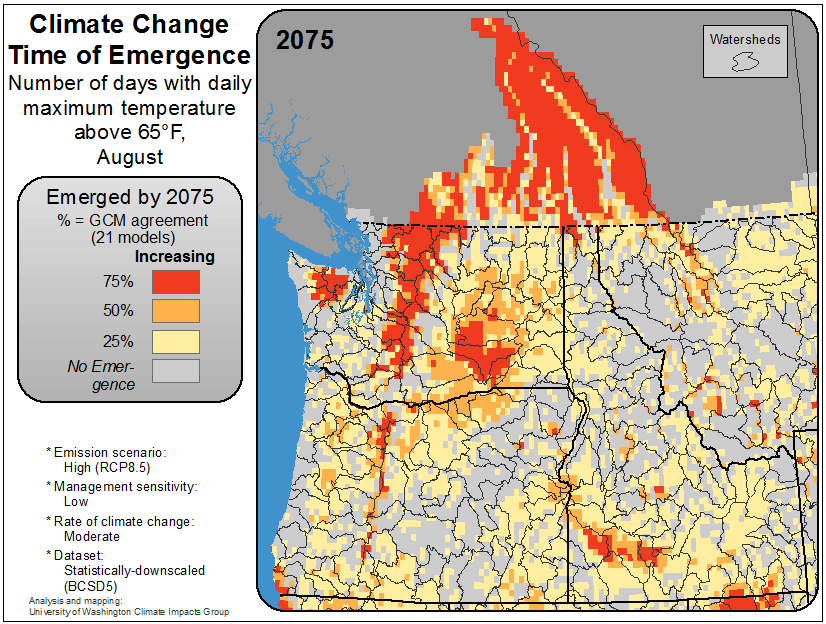 Climate Change
Time of Emergence
Number of days with daily
maximum temperature
above 65°F,
August
Emerged by 2075
% = GCM agreement
(21 models)
Increasing
75%
50%
25%
No Emer-
gence
* Emission scenario:
High (RCP8.5)
* Management sensitivity:
Low
* Rate of climate change:
Moderate
* Dataset:
Statistically-downscaled
(BCSD5)
Analysis and mapping:
University of Washington Climate Impacts Group
2075
Watersheds